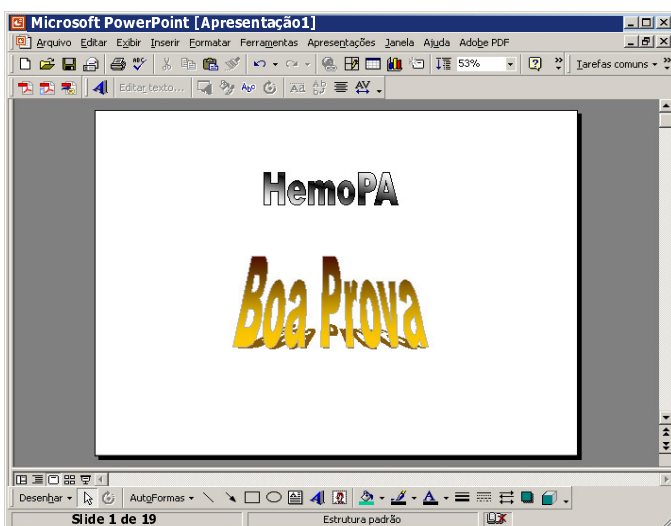 Microsoft PowerPoint [Apresentação1]
Arquivo Editar Exibir Inserir Formatar Ferramentas Apresentações Janela Ajuda Adobe PDF
53% Tarefas comuns
Editar texto...
HemoPA
Boa Prova
Desenhar AutoFormas
Slide 1 de 19 Estrutura padrão